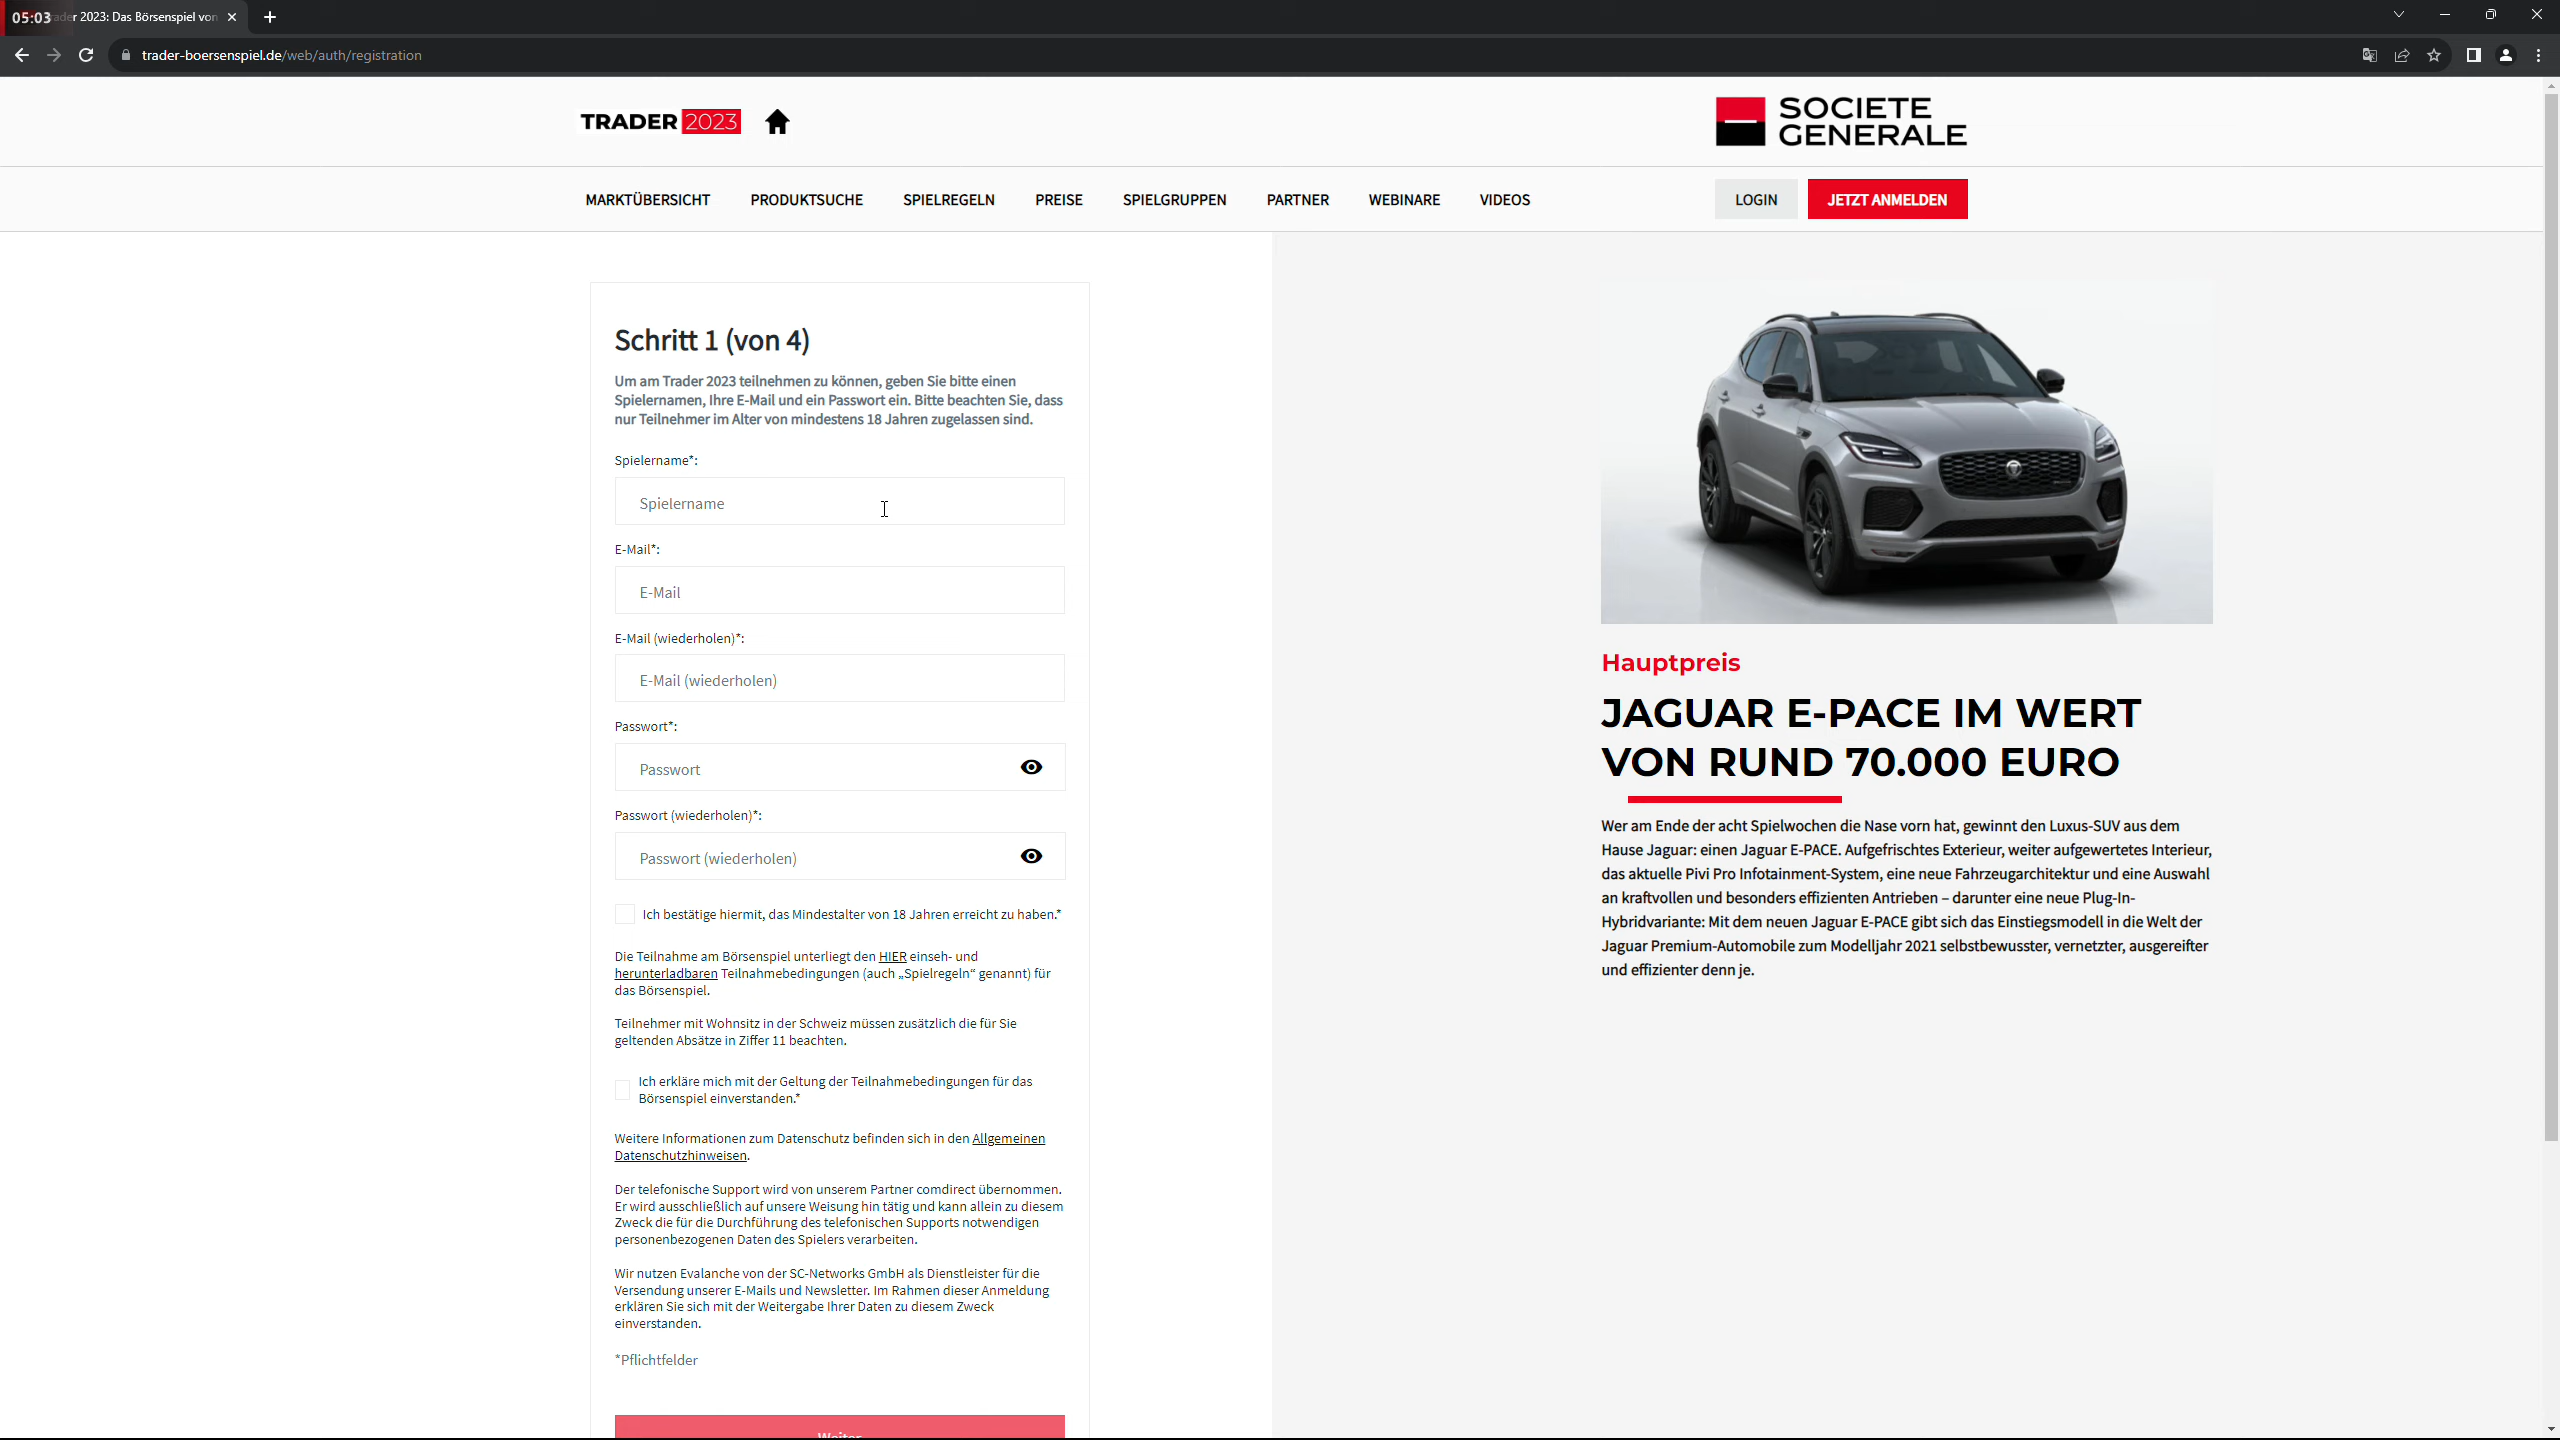 05:03
2023: Das Börsenspiel von
trader-boersenspiel.de/web/auth/registration
TRADER 2023
SOCIETE
GENERALE
MARKTÜBERSICHT PRODUKTSUCHE SPIELREGELN PREISE SPIELGRUPPEN PARTNER WEBINARE VIDEOS LOGIN JETZT ANMELDEN
Schritt 1 (von 4)
Um am Trader 2023 teilnehmen zu können, geben Sie bitte einen
Spielernamen, Ihre E-Mail und ein Passwort ein. Bitte beachten Sie, dass
nur Teilnehmer im Alter von mindestens 18 Jahren zugelassen sind.
Spielername*:
Spielername
E-Mail*:
E-Mail
E-Mail (wiederholen)*:
E-Mail (wiederholen)
Passwort*:
Passwort
Passwort (wiederholen)*:
Passwort (wiederholen)
Ich bestätige hiermit, das Mindestalter von 18 Jahren erreicht zu haben.*
Die Teilnahme am Börsenspiel unterliegt den HIER einseh- und
herunterladbaren Teilnahmebedingungen (auch „Spielregeln“ genannt) für
das Börsenspiel.
Teilnehmer mit Wohnsitz in der Schweiz müssen zusätzlich die für Sie
geltenden Absätze in Ziffer 11 beachten.
Ich erkläre mich mit der Geltung der Teilnahmebedingungen für das
Börsenspiel einverstanden.*
Weitere Informationen zum Datenschutz befinden sich in den Allgemeinen
Datenschutzhinweisen.
Der telefonische Support wird von unserem Partner comdirect übernommen.
Er wird ausschließlich auf unsere Weisung hin tätig und kann allein zu diesem
Zweck die für die Durchführung des telefonischen Supports notwendigen
personenbezogenen Daten des Spielers verarbeiten.
Wir nutzen Evalanche von der SC-Networks GmbH als Dienstleister für die
Versendung unserer E-Mails und Newsletter. Im Rahmen dieser Anmeldung
erklären Sie sich mit der Weitergabe Ihrer Daten zu diesem Zweck
einverstanden.
*Pflichtfelder
Weiter
Hauptpreis
JAGUAR E-PACE IM WERT
VON RUND 70.000 EURO
Wer am Ende der acht Spielwochen die Nase vorn hat, gewinnt den Luxus-SUV aus dem
Hause Jaguar: einen Jaguar E-PACE. Aufgefrischtes Exterieur, weiter aufgewertetes Interieur,
das aktuelle Pivi Pro Infotainment-System, eine neue Fahrzeugarchitektur und eine Auswahl
an kraftvollen und besonders effizienten Antrieben – darunter eine neue Plug-In-
Hybridvariante: Mit dem neuen Jaguar E-PACE gibt sich das Einstiegsmodell in die Welt der
Jaguar Premium-Automobile zum Modelljahr 2021 selbstbewusster, vernetzter, ausgereifter
und effizienter denn je.